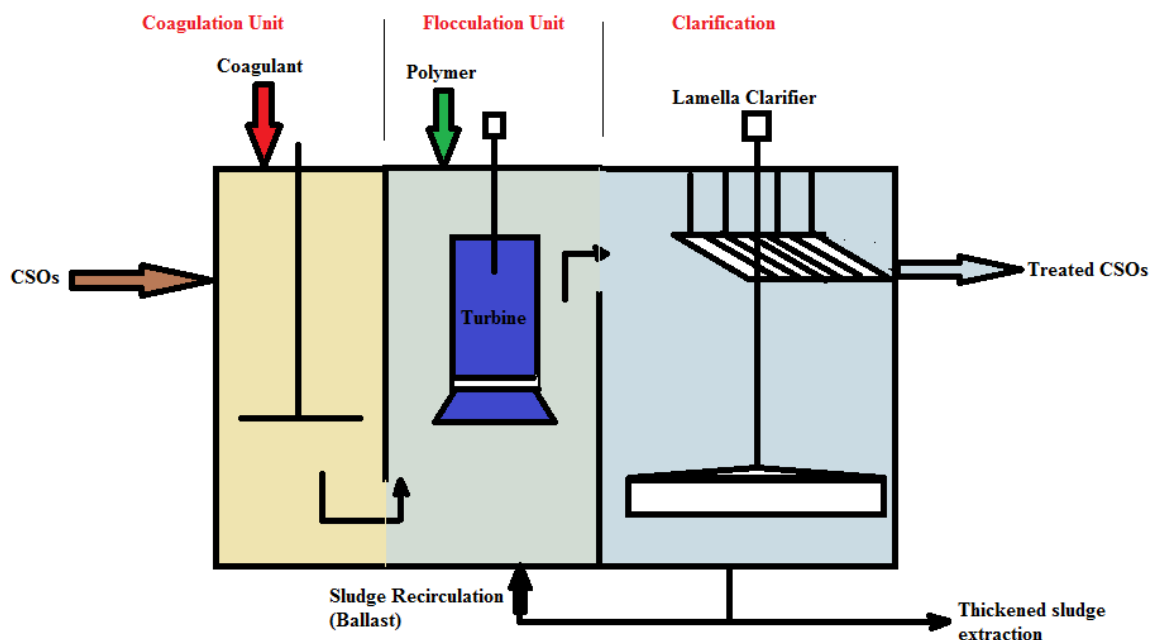 Coagulation Unit
Flocculation Unit
Clarification
Coagulant
Polymer
Lamella Clarifier
CSOs
Turbine
Treated CSOs
Sludge Recirculation
(Ballast)
Thickened sludge
extraction